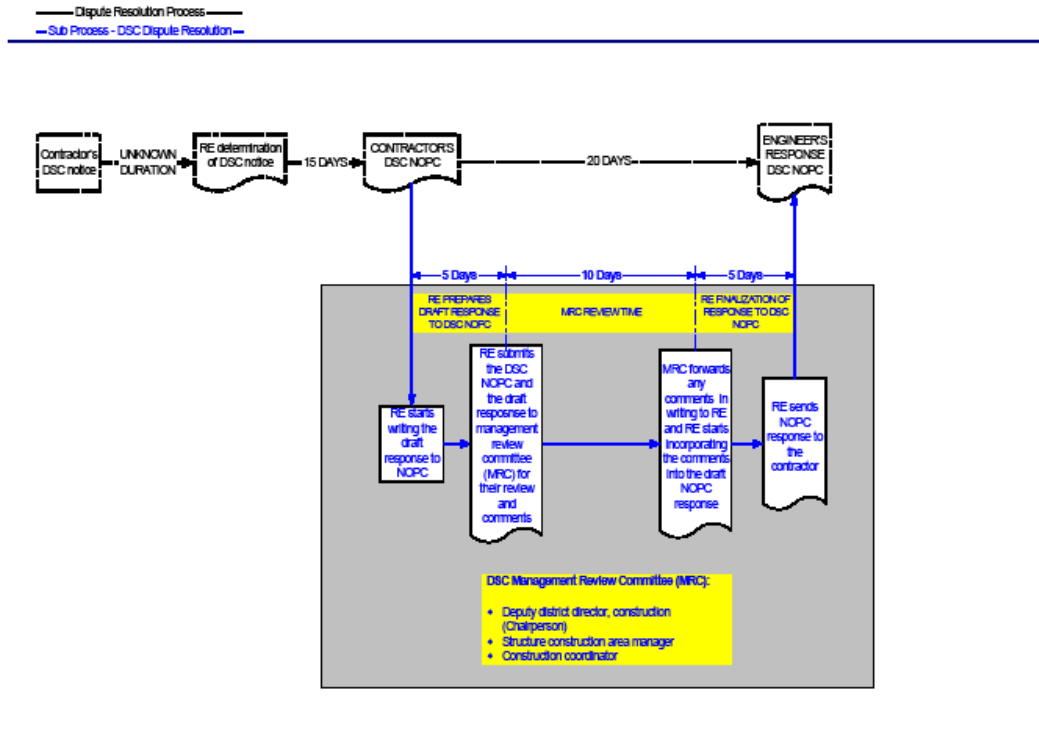 Dispute Resolution Process
Sub Process - DSC Dispute Resolution
Contractor's
DSC notice
UNKNOWN
DURATION
RE determination
of DSC notice
15 DAYS
CONTRACTOR'S
DSC NOPC
20 DAYS
ENGINEER'S
RESPONSE
DSC NOPC
5 Days
10 Days
5 Days
RE PREPARES
DRAFT RESPONSE
TO DSC NOPC
MRC REVIEW TIME
RE FINALIZATION OF
RESPONSE TO DSC
NOPC
RE starts
writing the
draft
response to
NOPC
RE submits
the DSC
NOPC and
the draft
resposnse to
management
review
committee
(MRC) for
their review
and
comments
MRC forwards
any
comments in
writing to RE
and RE starts
incorporating
the comments
into the draft
NOPC
response
RE sends
NOPC
response to
the
contractor
DSC Management Review Committee (MRC):
• Deputy district director, construction
(Chairperson)
• Structure construction area manager
• Construction coordinator